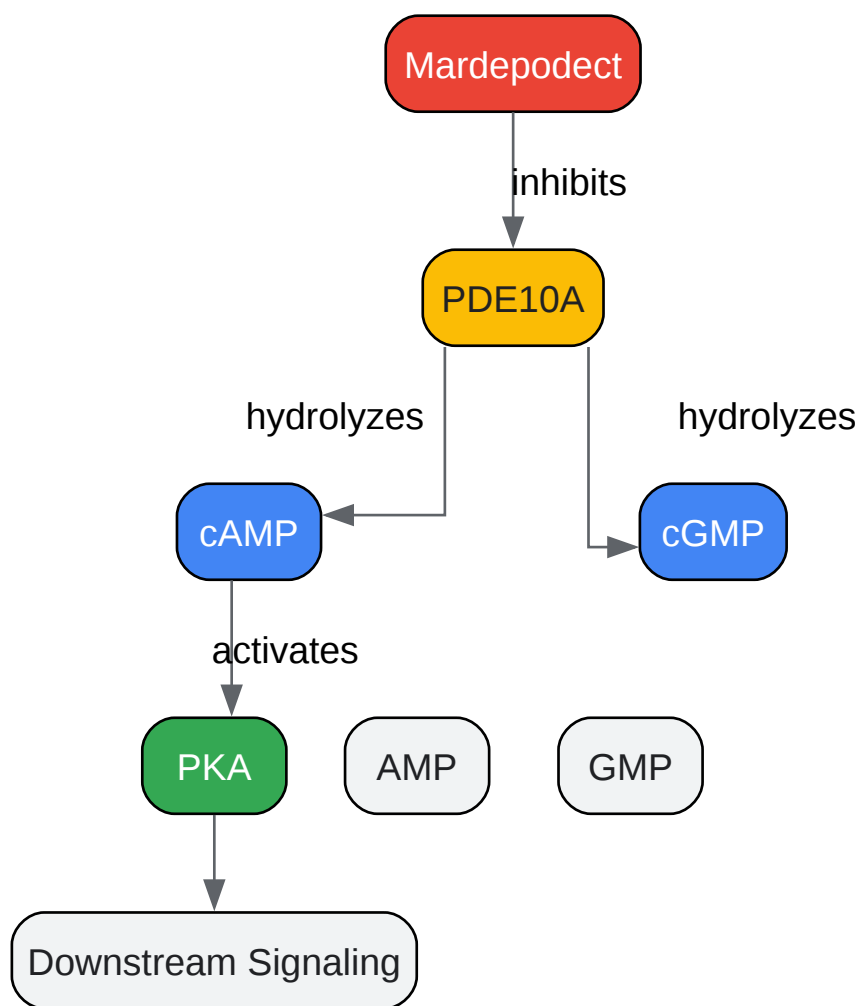 Mardepodect
inhibits
PDE10A
hydrolyzes
hydrolyzes
cAMP
cGMP
activates
PKA
AMP
GMP
Downstream Signaling